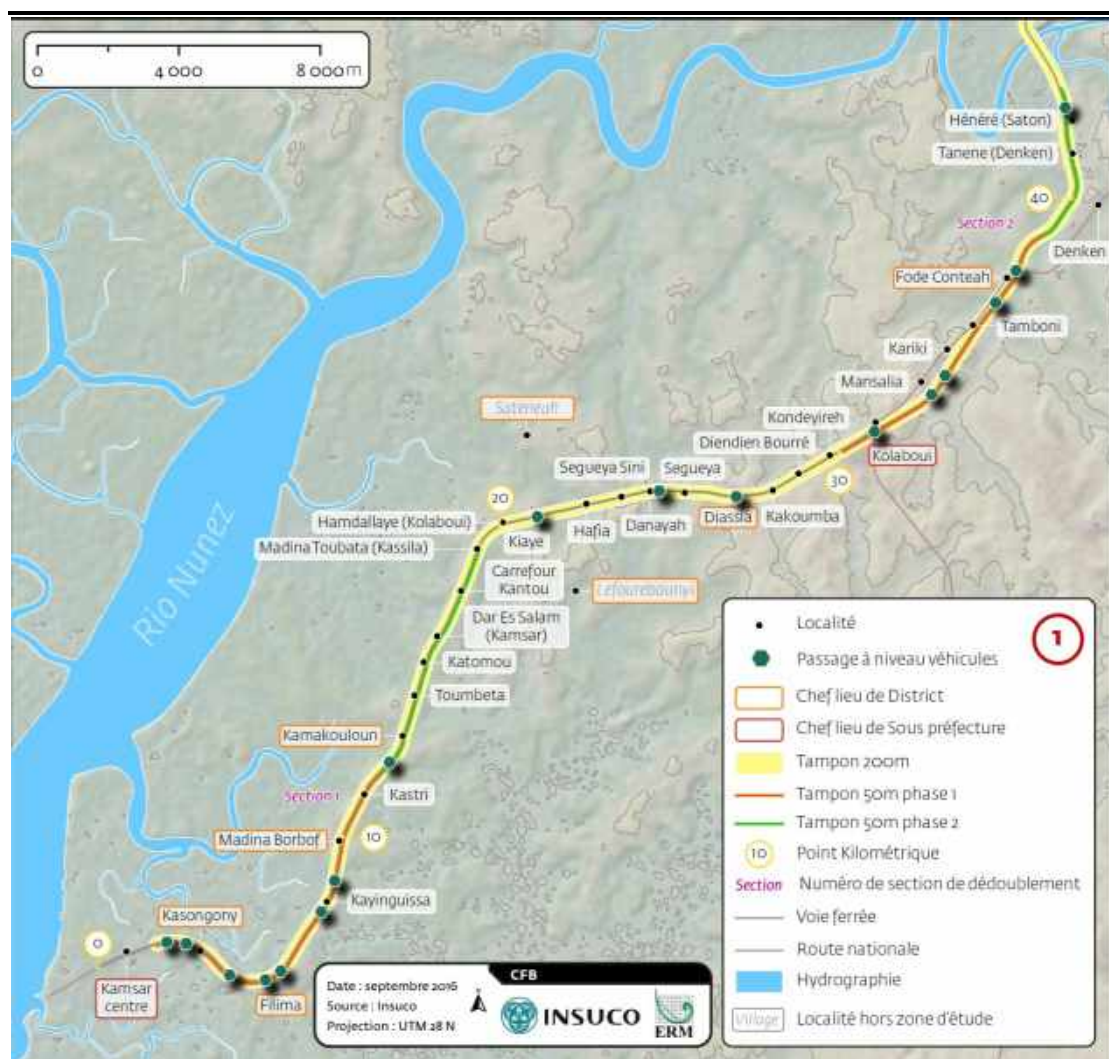 0 4 000 8 000 m
Hénéré (Saton)
Tanene (Denken)
40
Section 2
Denken
Fode Conteah
Tamboni
Kariki
Mansalia
Kondeyireh
Diendien Bourré
Kolaboui
30
Satereufi
Segueya Sini
Segueya
20
Hamdallaye (Kolaboui)
Kiaye
Hafia
Danayah
Diassia
Kakoumba
Madina Toubata (Kassila)
Carrefour
Kantou
Rio Nunez
Dar Es Salam
(Kamsar)
Katomou
Toumbeta
Kamakouloun
Section 1
Kastri
Madina Borbof
10
Kayinguissa
Kasongony
0
Kamsar
centre
Filima
Date : septembre 2016
Source : Insuco
Projection : UTM 28 N
CFB
INSUCO
ERM
1
Localité
Passage à niveau véhicules
Chef lieu de District
Chef lieu de Sous préfecture
Tampon 200m
Tampon 50m phase 1
Tampon 50m phase 2
10 Point Kilométrique
Section Numéro de section de dédoublement
Voie ferrée
Route nationale
Hydrographie
Village Localité hors zone d'étude